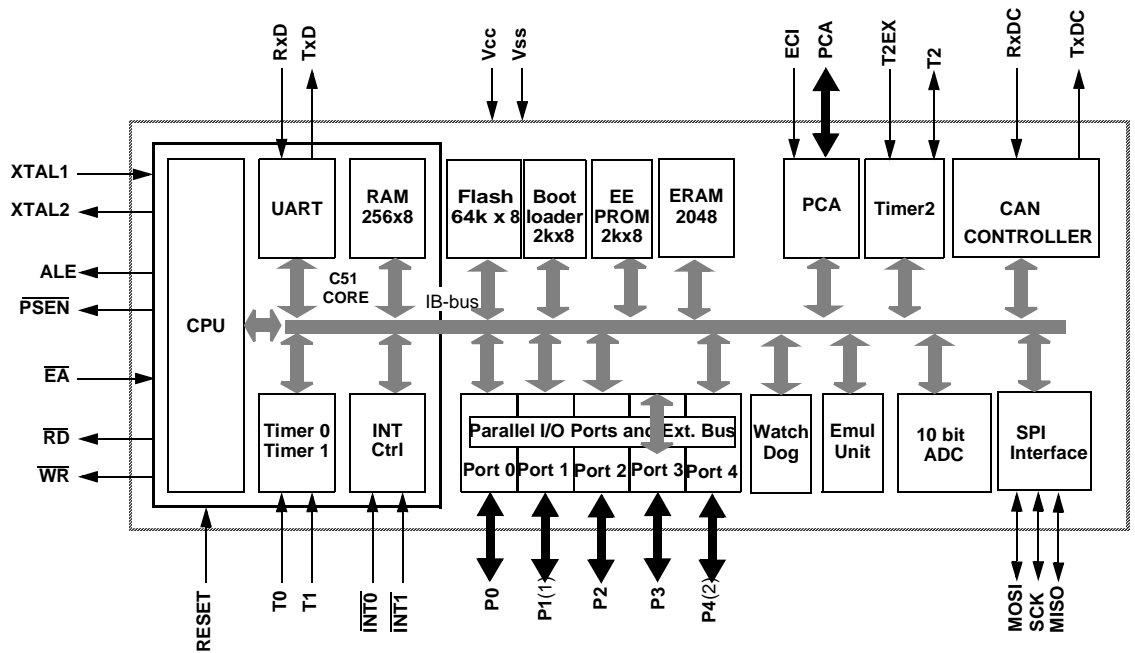 RxD
TxD
Vcc
Vss
ECI
PCA
T2EX
T2
RxDC
TxDC
XTAL1
XTAL2
ALE
PSEN
EA
RD
WR
CPU
UART
RAM
256x8
C51
CORE
IB-bus
Flash
64k x 8
Boot
loader
2kx8
EE
PROM
2kx8
ERAM
2048
PCA
Timer2
CAN
CONTROLLER
Timer 0
Timer 1
INT
Ctrl
Parallel I/O Ports and Ext. Bus
Port 0
Port 1
Port 2
Port 3
Port 4
Watch
Dog
Emul
Unit
10 bit
ADC
SPI
Interface
RESET
T0
T1
INT0
INT1
P0
P1(1)
P2
P3
P4(2)
MOSI
SCK
MISO